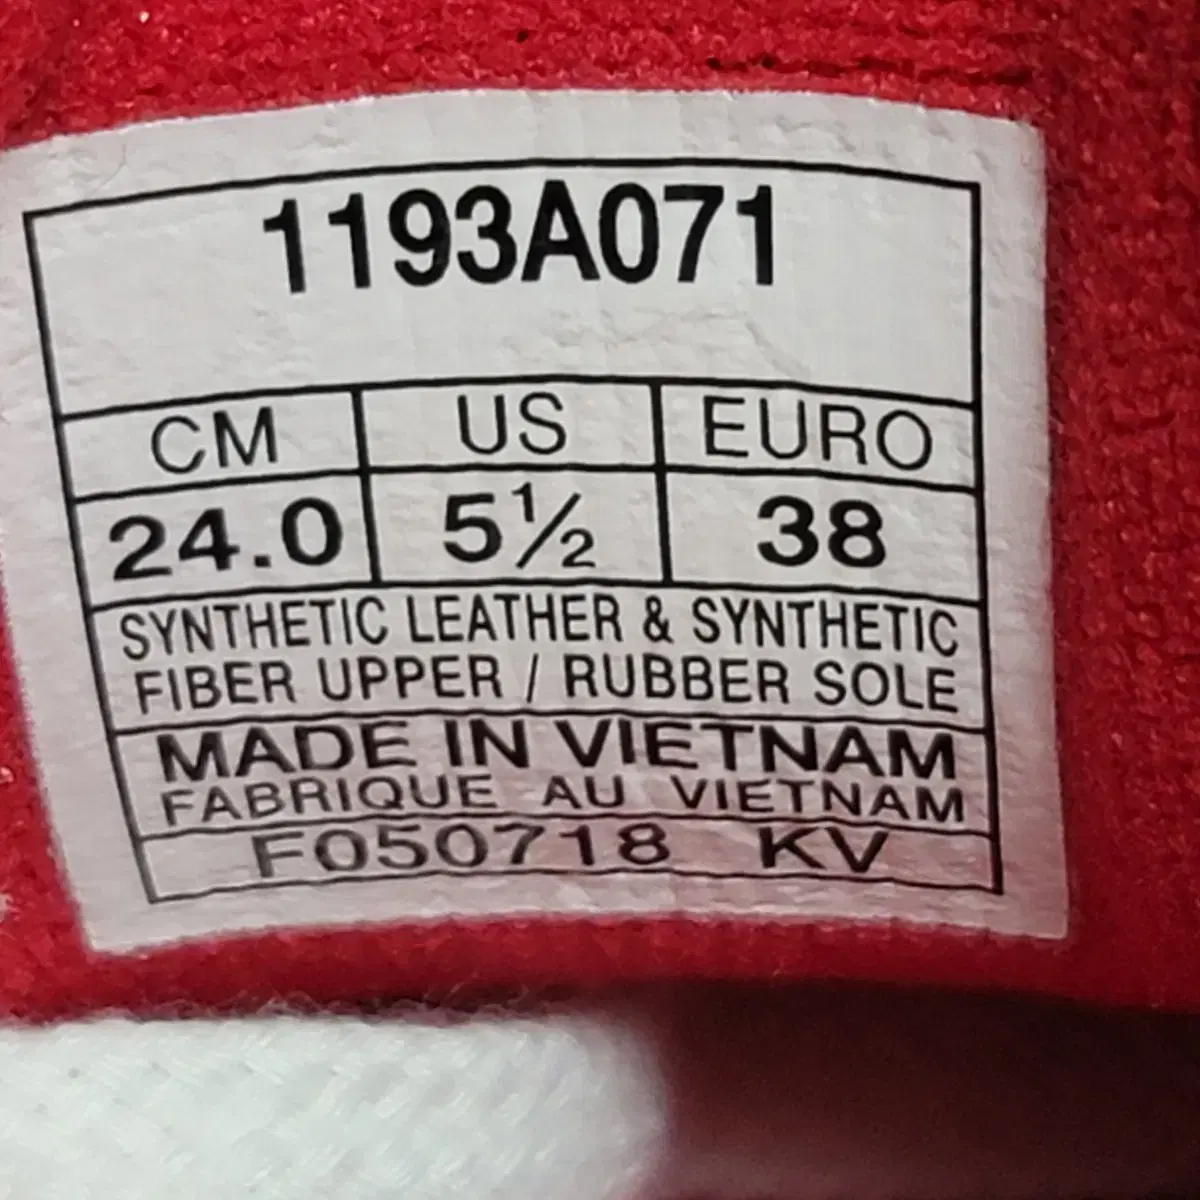 1193A071
CM US EURO
24.0 5½ 38
SYNTHETIC LEATHER & SYNTHETIC
FIBER UPPER / RUBBER SOLE
MADE IN VIETNAM
FABRIQUE AU VIETNAM
F050718 KV